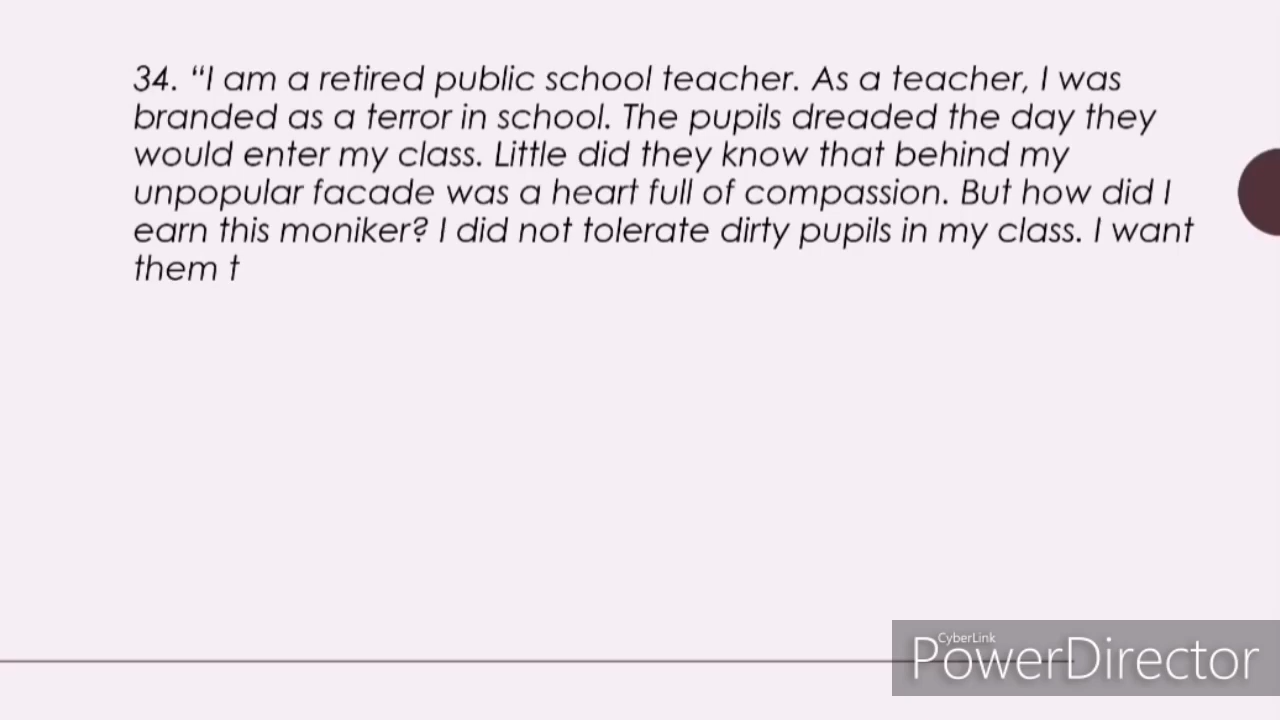 34. “I am a retired public school teacher. As a teacher, I was
branded as a terror in school. The pupils dreaded the day they
would enter my class. Little did they know that behind my
unpopular facade was a heart full of compassion. But how did I
earn this moniker? I did not tolerate dirty pupils in my class. I want
them t
CyberLink
PowerDirector